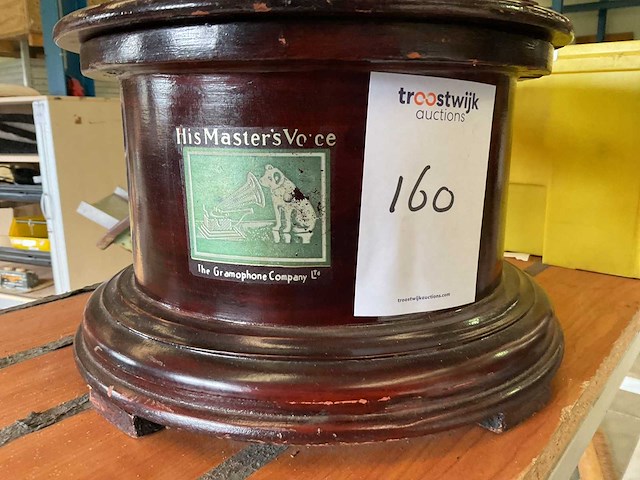 His Master's Voice
The Gramophone Company Ltd
troostwijk
auctions
160
troostwijkauctions.com